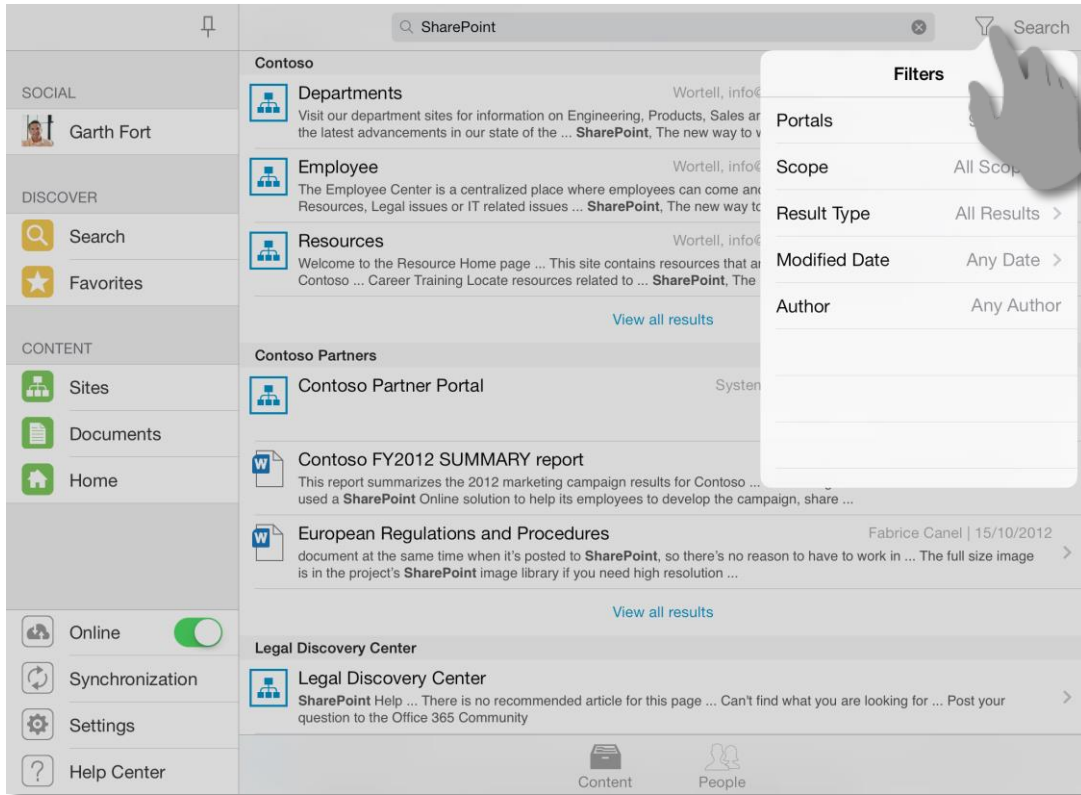 SharePoint
Search
SOCIAL
Garth Fort
DISCOVER
Search
Favorites
CONTENT
Sites
Documents
Home
Online
Synchronization
Settings
Help Center
Contoso
Departments
Wortell,
Visit our department sites for information on Engineering, Products, Sales
the latest advancements in our state of the ... SharePoint, The new way to
Employee
Wortell,
The Employee Center is a centralized place where employees can come
Resources, Legal issues or IT related issues ... SharePoint, The new way to
Resources
Wortell,
Welcome to the Resource Home page ... This site contains resources that
Contoso ... Career Training Locate resources related to ... SharePoint, The
View all results
Contoso Partners
Contoso Partner Portal
System
Contoso FY2012 SUMMARY report
This report summarizes the 2012 marketing campaign results for Contoso ...
used a SharePoint Online solution to help its employees to develop the campaign, share ...
European Regulations and Procedures
Fabrice Canel | 15/10/2012
document at the same time when it's posted to SharePoint, so there's no reason to have to work in ... The full size image
is in the project's SharePoint image library if you need high resolution ...
View all results
Legal Discovery Center
Legal Discovery Center
SharePoint Help ... There is no recommended article for this page ... Can't find what you are looking for ... Post your
question to the Office 365 Community
Content
People
Filters
Portals
Scope
All
Result Type
All Results
Modified Date
Any Date
Author
Any Author